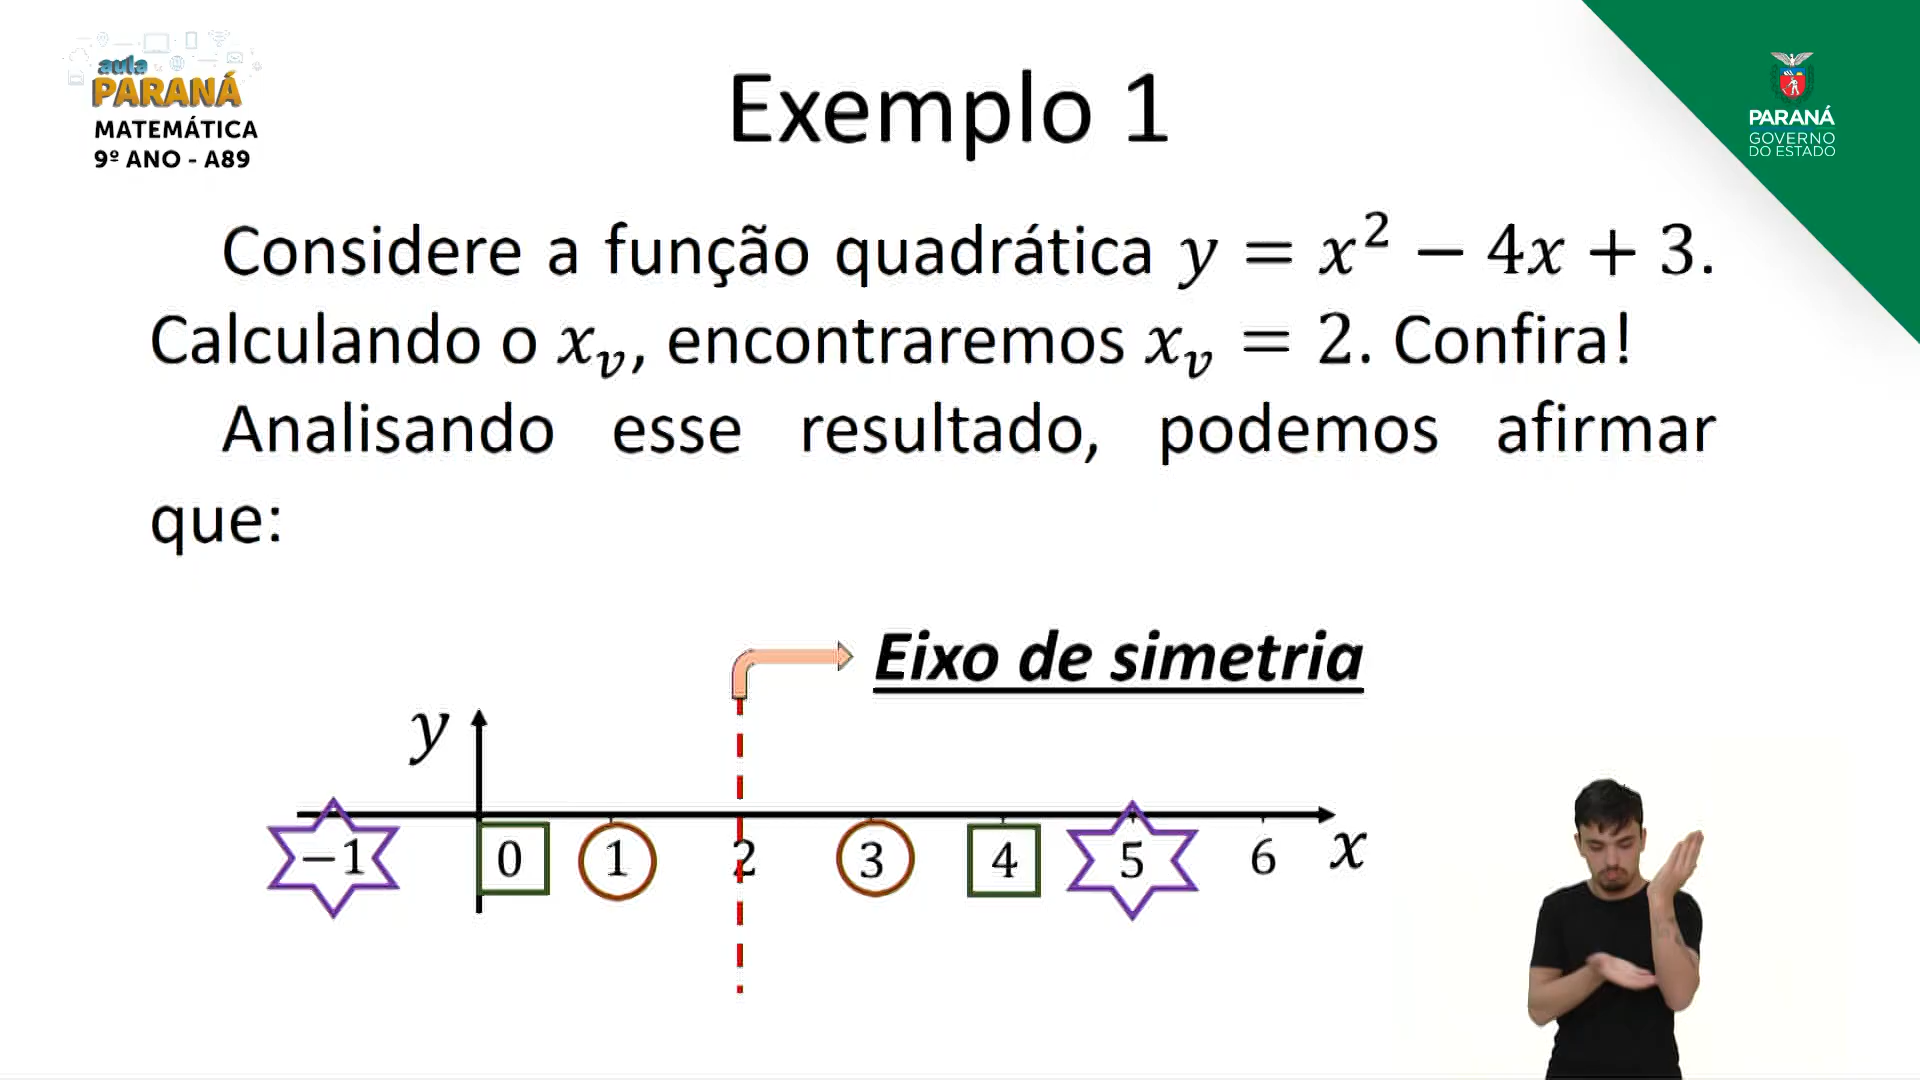 aula
PARANÁ
MATEMÁTICA
9º ANO - A89
PARANÁ
GOVERNO
DO ESTADO
Exemplo 1
Considere a função quadrática y = x² − 4x + 3.
Calculando o xᵥ, encontraremos xᵥ = 2. Confira!
Analisando esse resultado, podemos afirmar
que:
Eixo de simetria
y
−1 0 1 2 3 4 5 6 x